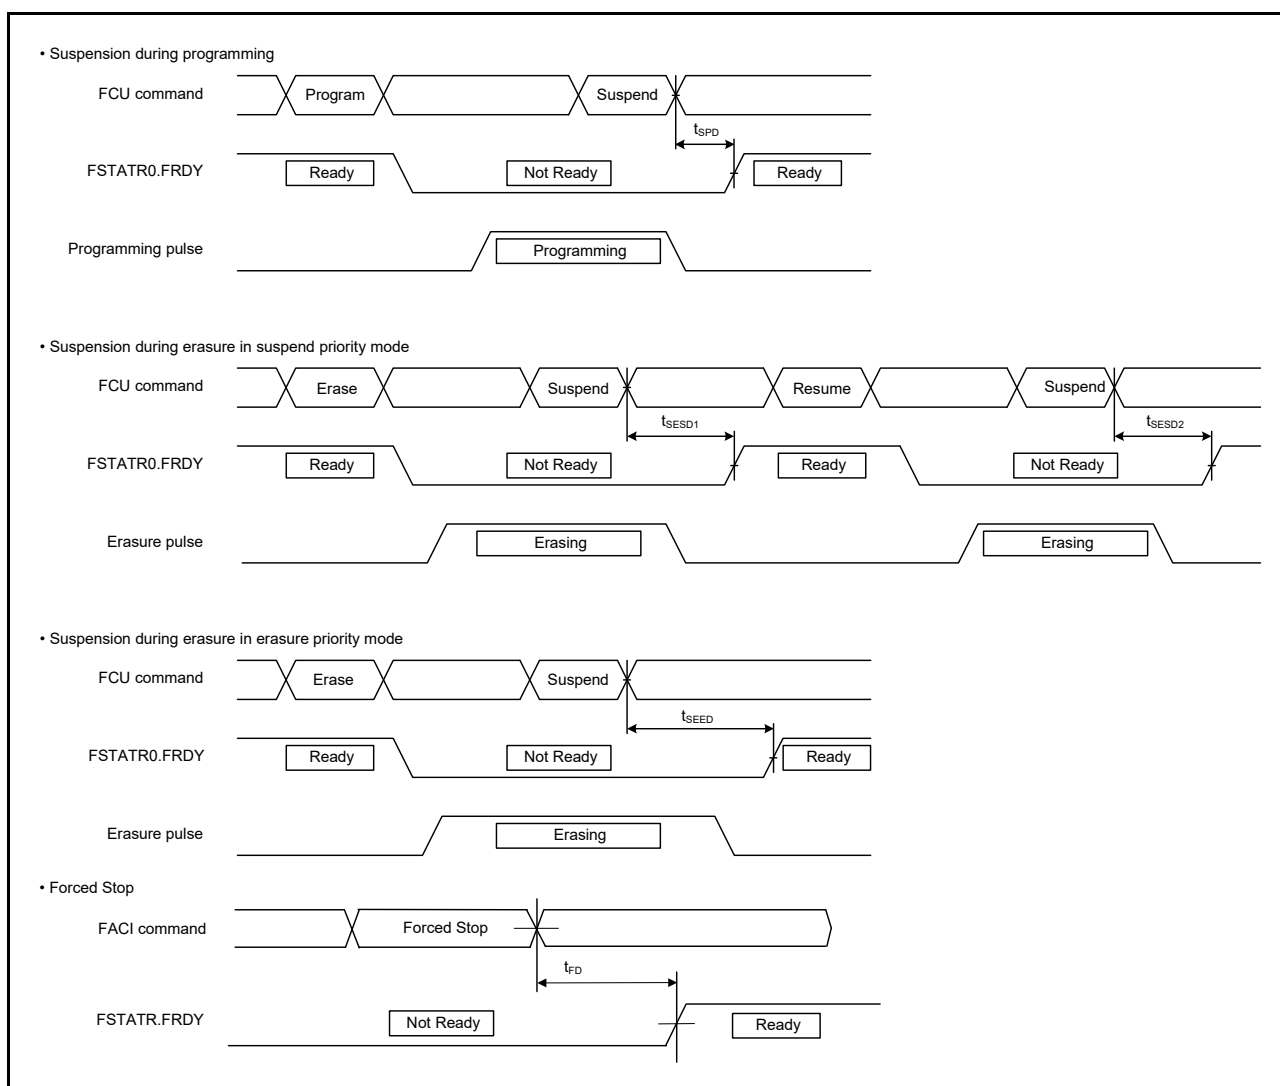 • Suspension during programming
FCU command Program Suspend
tSPD
FSTATR0.FRDY Ready Not Ready Ready
Programming pulse Programming
• Suspension during erasure in suspend priority mode
FCU command Erase Suspend Resume Suspend
tSESD1 tSESD2
FSTATR0.FRDY Ready Not Ready Ready Not Ready
Erasure pulse Erasing Erasing
• Suspension during erasure in erasure priority mode
FCU command Erase Suspend
tSEED
FSTATR0.FRDY Ready Not Ready Ready
Erasure pulse Erasing
• Forced Stop
FACI command Forced Stop
tFD
FSTATR.FRDY Not Ready Ready